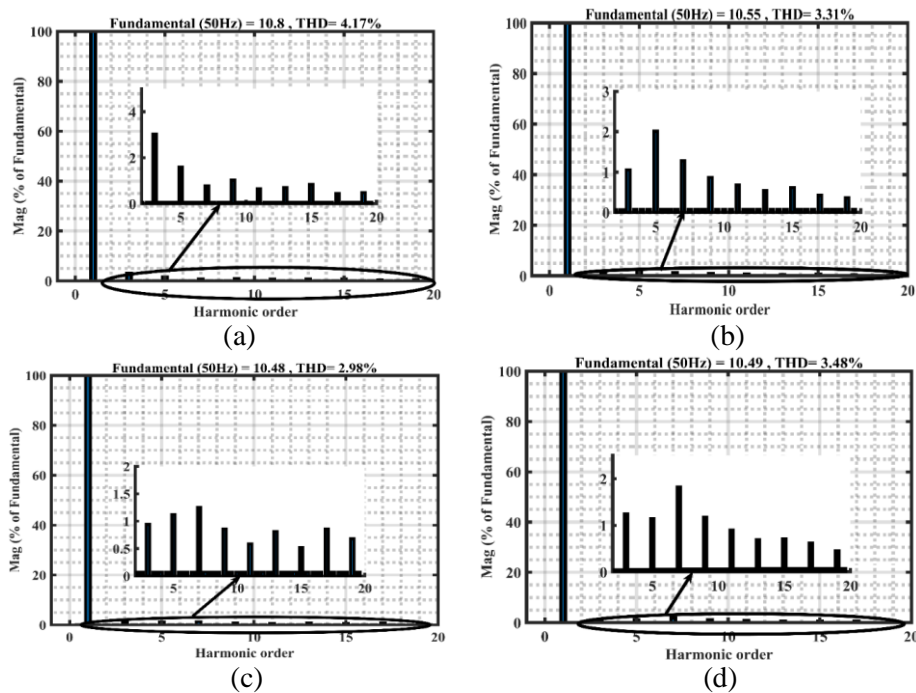 Fundamental (50Hz) = 10.8 , THD= 4.17%
Mag (% of Fundamental)
100
80
60
40
20
0
4
2
0
5 10 15 20
0 5 10 15 20
Harmonic order
(a)
Fundamental (50Hz) = 10.55 , THD= 3.31%
Mag (% of Fundamental)
100
80
60
40
20
0
3
2
1
0
5 10 15 20
0 5 10 15 20
Harmonic order
(b)
Fundamental (50Hz) = 10.48 , THD= 2.98%
Mag (% of Fundamental)
100
80
60
40
20
0
2
1.5
1
0.5
0
5 10 15 20
0 5 10 15 20
Harmonic order
(c)
Fundamental (50Hz) = 10.49 , THD= 3.48%
Mag (% of Fundamental)
100
80
60
40
20
0
2
1
0
5 10 15 20
0 5 10 15 20
Harmonic order
(d)